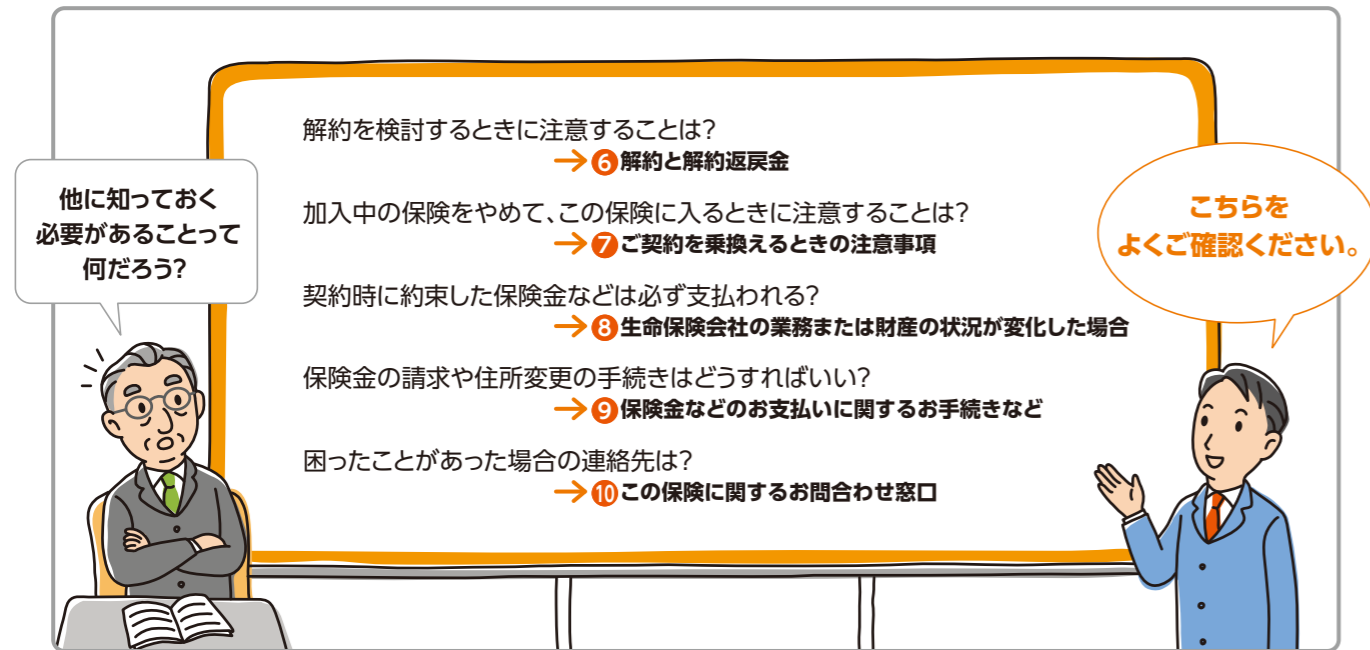 解約を検討するときに注意することは?
→❻解約と解約返戻金
加入中の保険をやめて、この保険に入るときに注意することは?
→❼ご契約を乗換えるときの注意事項
契約時に約束した保険金などは必ず支払われる?
→❽生命保険会社の業務または財産の状況が変化した場合
保険金の請求や住所変更の手続きはどうすればいい?
→❾保険金などのお支払いに関するお手続きなど
困ったことがあった場合の連絡先は?
→❿この保険に関するお問合わせ窓口
他に知っておく
必要があることって
何だろう?
こちらを
よくご確認ください。